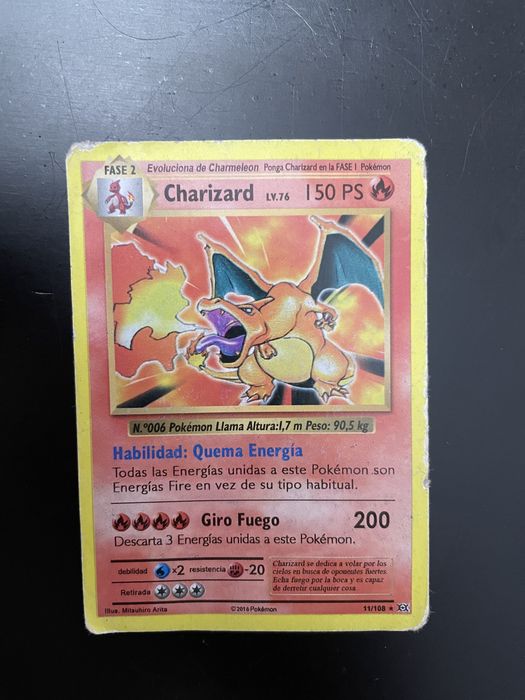 FASE 2 Evoluciona de Charmeleon Ponga Charizard en la FASE I Pokémon
Charizard LV.76 150 PS
N.º006 Pokémon Llama Altura:1,7 m Peso: 90,5 kg
Habilidad: Quema Energía
Todas las Energías unidas a este Pokémon son
Energías Fire en vez de su tipo habitual.
Giro Fuego 200
Descarta 3 Energías unidas a este Pokémon.
debilidad x2 resistencia -20
Retirada
Charizard se dedica a volar por los
cielos en busca de oponentes fuertes.
Echa fuego por la boca y es capaz
de derretir cualquier cosa
Illus. Mitsuhiro Arita ©2016 Pokémon 11/108